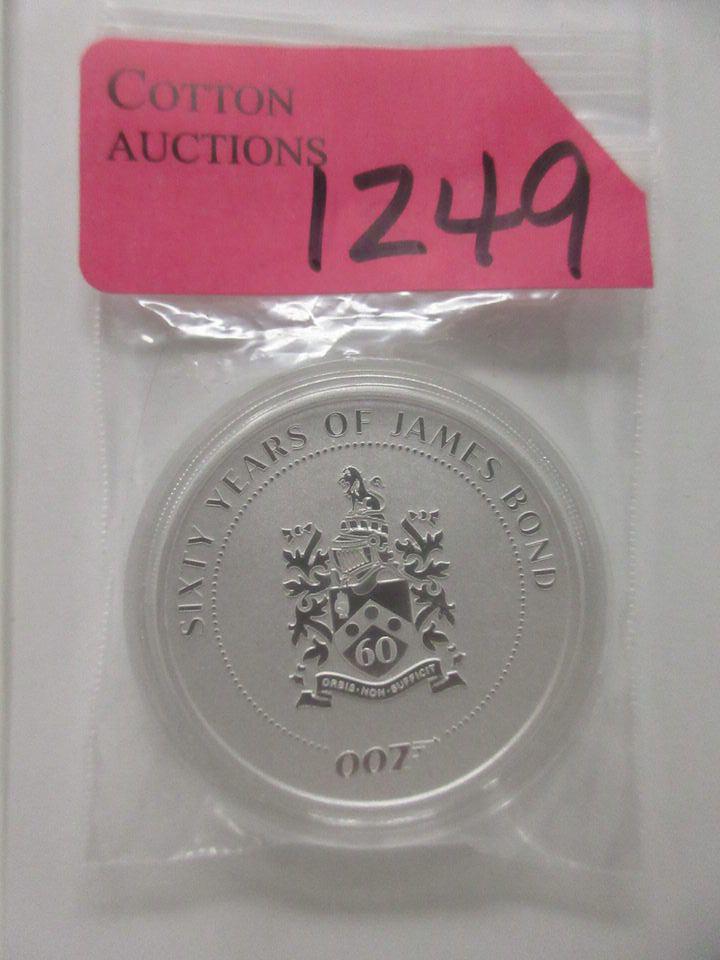 COTTON
AUCTIONS
1249
SIXTY YEARS OF JAMES BOND
60
ORBIS·NON·SUFFICIT
007